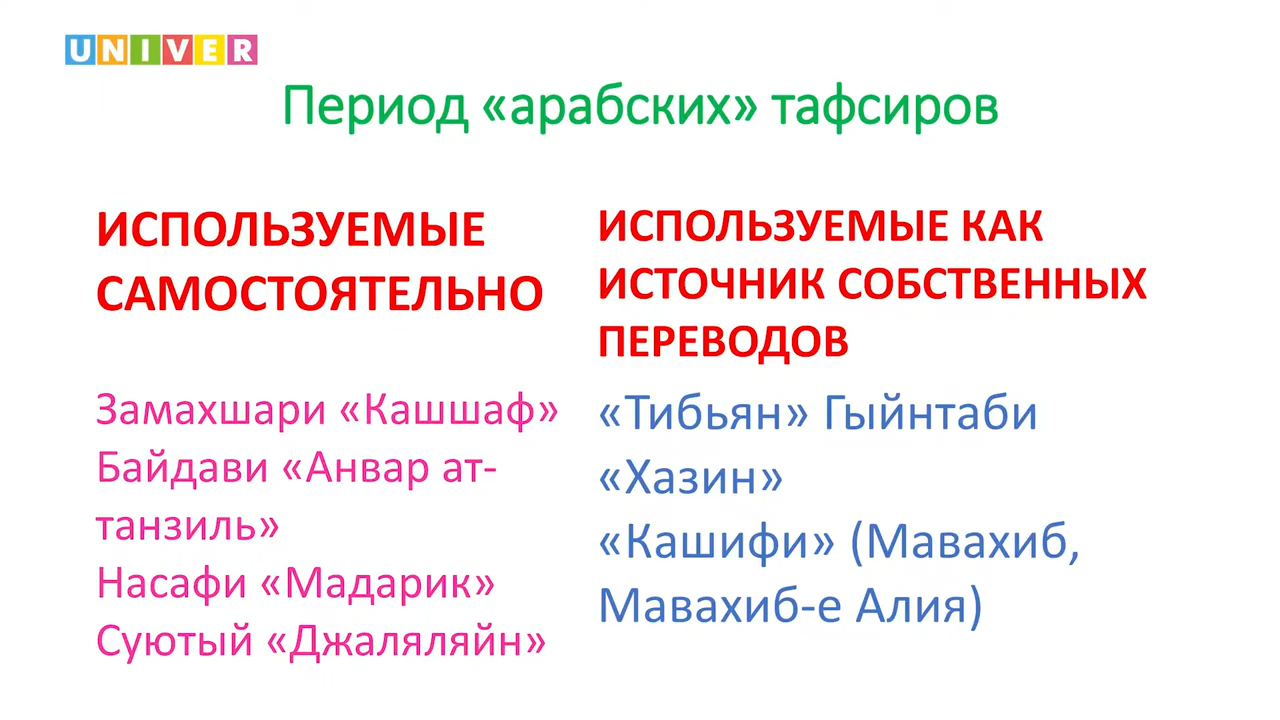 UNIVER
Период «арабских» тафсиров
ИСПОЛЬЗУЕМЫЕ
САМОСТОЯТЕЛЬНО
Замахшари «Кашшаф»
Байдави «Анвар ат-
танзиль»
Насафи «Мадарик»
Суютый «Джаляляйн»
ИСПОЛЬЗУЕМЫЕ КАК
ИСТОЧНИК СОБСТВЕННЫХ
ПЕРЕВОДОВ
«Тибьян» Гыйнтаби
«Хазин»
«Кашифи» (Мавахиб,
Мавахиб-е Алия)